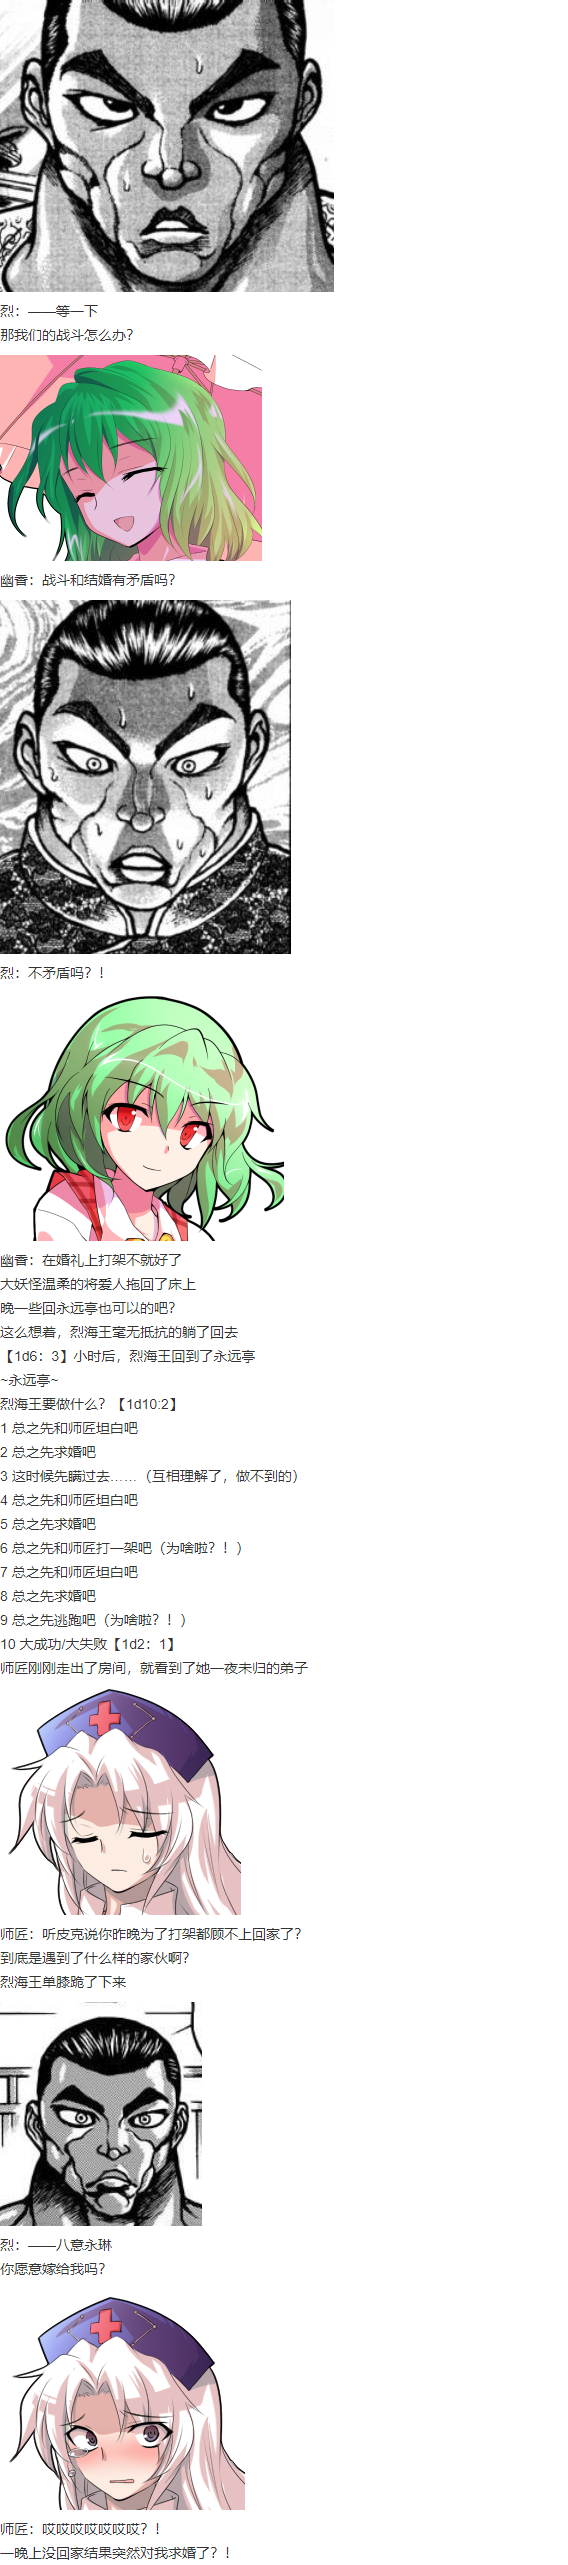 烈：——等一下
那我们的战斗怎么办？
幽香：战斗和结婚有矛盾吗？
烈：不矛盾吗？！
幽香：在婚礼上打架不就好了
大妖怪温柔的将爱人拖回了床上
晚一些回永远亭也可以的吧？
这么想着，烈海王毫无抵抗的躺了回去
【1d6：3】小时后，烈海王回到了永远亭
~永远亭~
烈海王要做什么？【1d10:2】
1 总之先和师匠坦白吧
2 总之先求婚吧
3 这时候先瞒过去……（互相理解了，做不到的）
4 总之先和师匠坦白吧
5 总之先求婚吧
6 总之先和师匠打一架吧（为啥啦？！）
7 总之先和师匠坦白吧
8 总之先求婚吧
9 总之先逃跑吧（为啥啦？！）
10 大成功/大失败【1d2：1】
师匠刚刚走出了房间，就看到了她一夜未归的弟子
师匠：听皮克说你昨晚为了打架都顾不上回家了？
到底是遇到了什么样的家伙啊？
烈海王单膝跪了下来
烈：——八意永琳
你愿意嫁给我吗？
师匠：哎哎哎哎哎哎哎？！
一晚上没回家结果突然对我求婚了？！